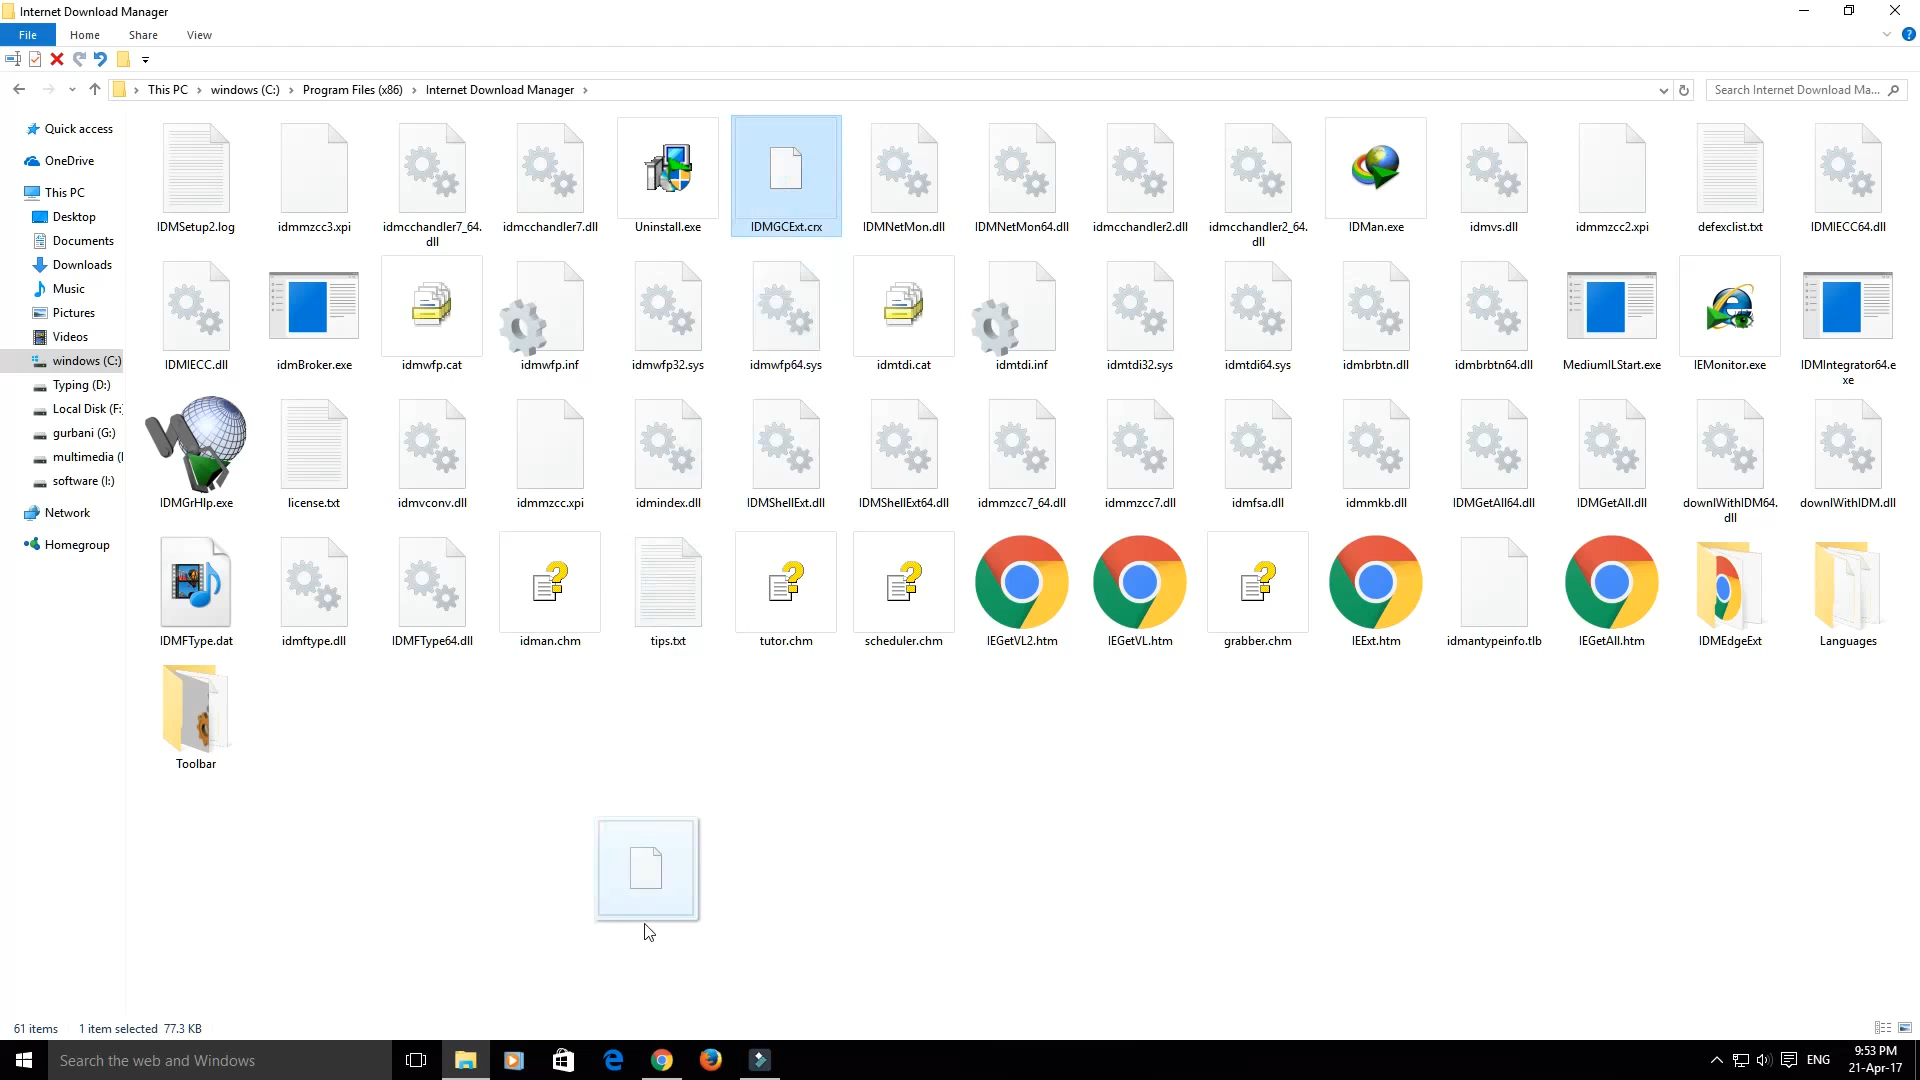 Internet Download Manager
File Home Share View
This PC windows (C:) Program Files (x86) Internet Download Manager
Search Internet Download Ma...
Quick access
OneDrive
This PC
Desktop
Documents
Downloads
Music
Pictures
Videos
windows (C:)
Typing (D:)
Local Disk (F:
gurbani (G:)
multimedia (
software (I:)
Network
Homegroup
IDMSetup2.log idmmzcc3.xpi idmcchandler7_64. idmcchandler7.dll Uninstall.exe IDMGCExt.crx IDMNetMon.dll IDMNetMon64.dll idmcchandler2.dll idmcchandler2_64. IDMan.exe idmvs.dll idmmzcc2.xpi defexclist.txt IDMIECC64.dll
dll dll
IDMIECC.dll idmBroker.exe idmwfp.cat idmwfp.inf idmwfp32.sys idmwfp64.sys idmtdi.cat idmtdi.inf idmtdi32.sys idmtdi64.sys idmbrbtn.dll idmbrbtn64.dll MediumILStart.exe IEMonitor.exe IDMIntegrator64.e
xe
IDMGrHlp.exe license.txt idmvconv.dll idmmzcc.xpi idmindex.dll IDMShellExt.dll IDMShellExt64.dll idmmzcc7_64.dll idmmzcc7.dll idmfsa.dll idmmkb.dll IDMGetAll64.dll IDMGetAll.dll downlWithIDM64. downlWithIDM.dll
dll
IDMFType.dat idmftype.dll IDMFType64.dll idman.chm tips.txt tutor.chm scheduler.chm IEGetVL2.htm IEGetVL.htm grabber.chm IEExt.htm idmantypeinfo.tlb IEGetAll.htm IDMEdgeExt Languages
Toolbar
61 items 1 item selected 77.3 KB
Search the web and Windows
ENG
9:53 PM
21-Apr-17